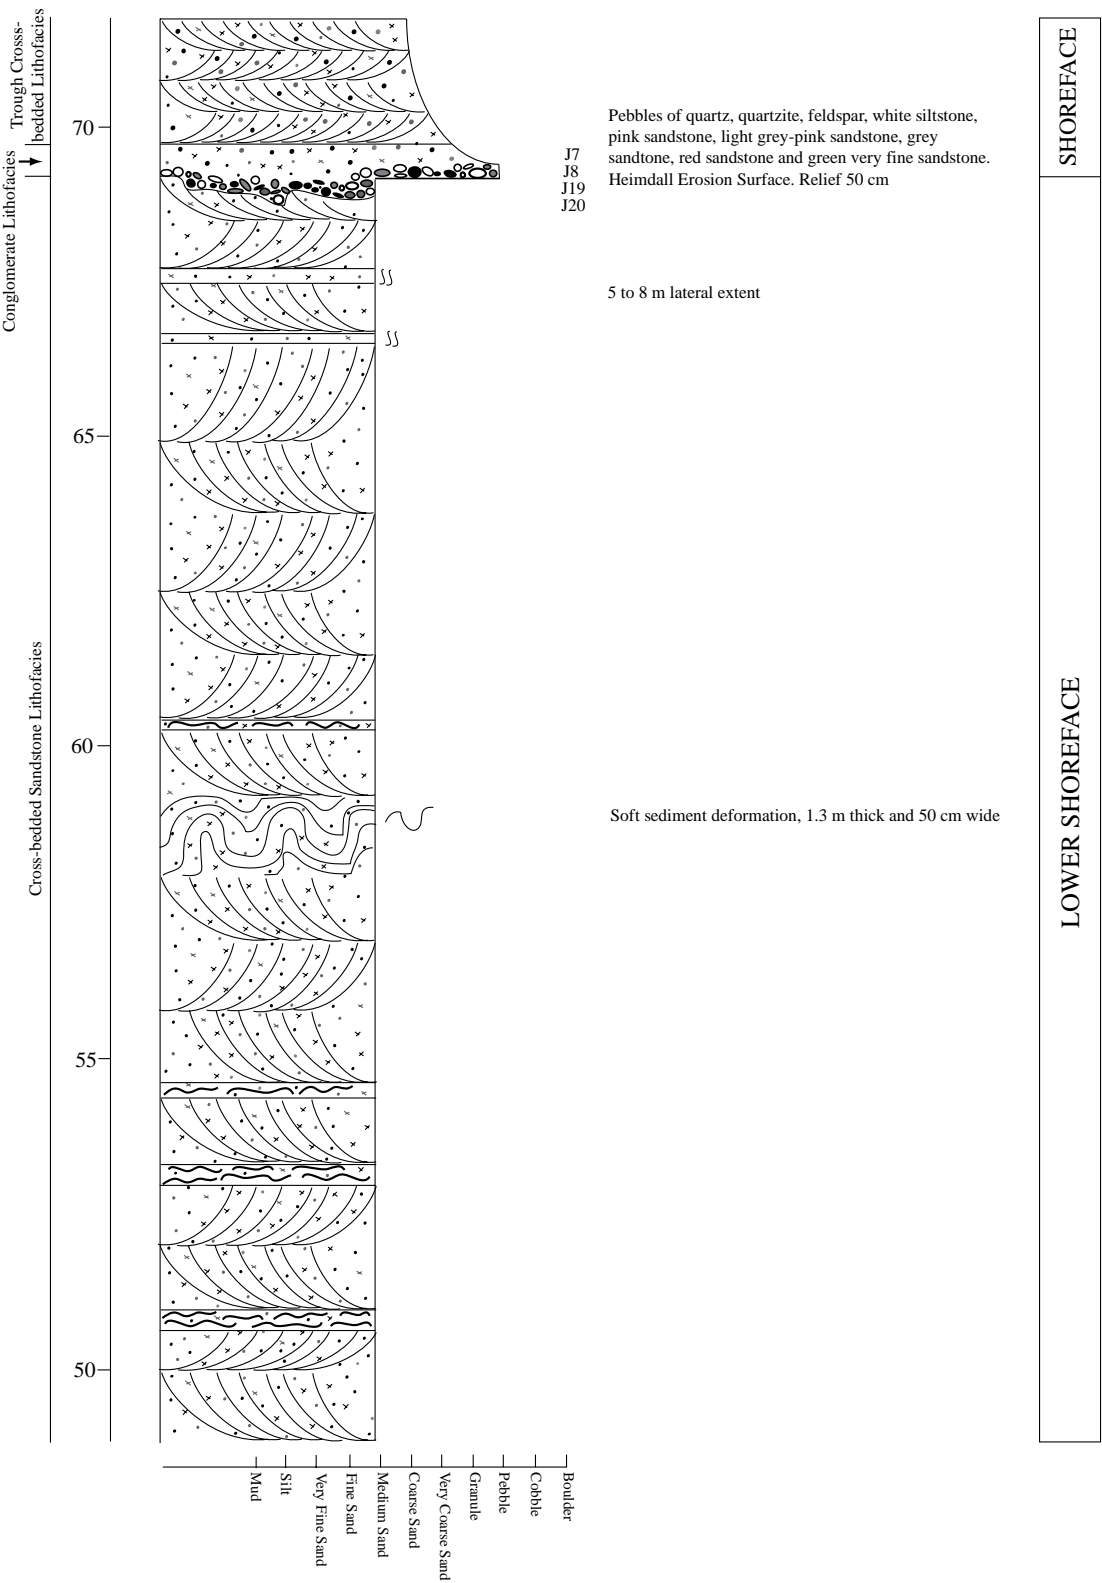 Trough Crosss-
bedded Lithofacies
Conglomerate Lithofacies
Cross-bedded Sandstone Lithofacies
70
65
60
55
50
J7
J8
J19
J20
Pebbles of quartz, quartzite, feldspar, white siltstone,
pink sandstone, light grey-pink sandstone, grey
sandtone, red sandstone and green very fine sandstone.
Heimdall Erosion Surface. Relief 50 cm
5 to 8 m lateral extent
Soft sediment deformation, 1.3 m thick and 50 cm wide
SHOREFACE
LOWER SHOREFACE
Mud
Silt
Very Fine Sand
Fine Sand
Medium Sand
Coarse Sand
Very Coarse Sand
Granule
Pebble
Cobble
Boulder